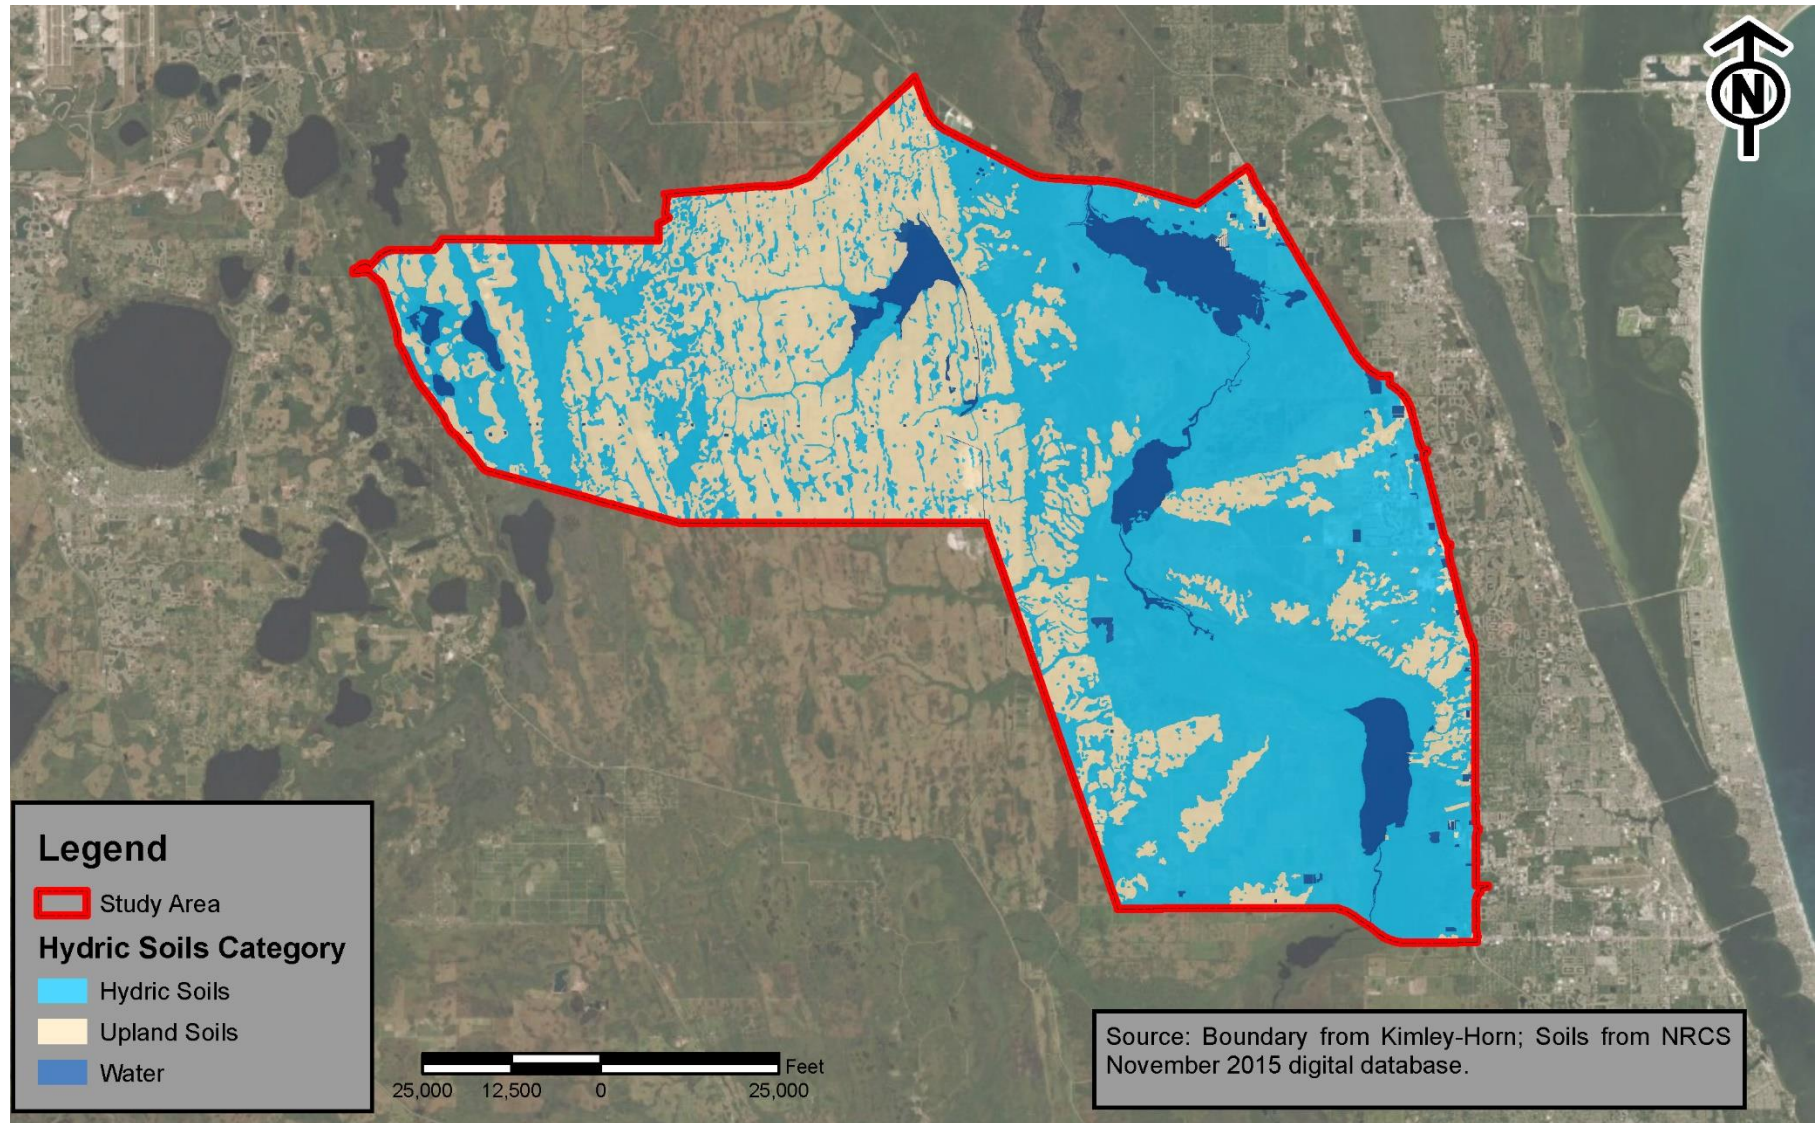 N
Legend
Study Area
Hydric Soils Category
Hydric Soils
Upland Soils
Water
Feet
25,000 12,500 0 25,000
Source: Boundary from Kimley-Horn; Soils from NRCS
November 2015 digital database.